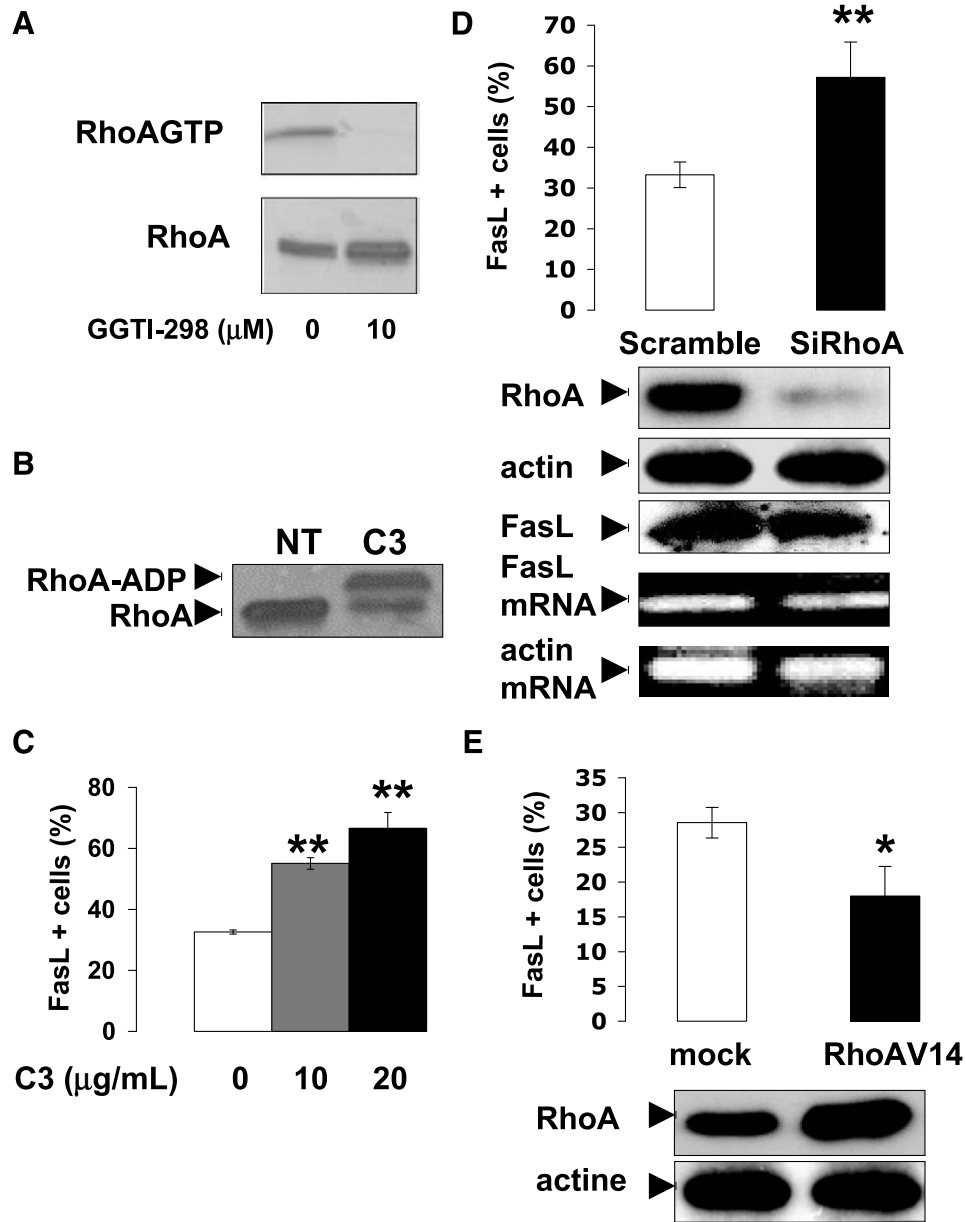 A
RhoAGTP
RhoA
GGTI-298 (μM) 0 10
B
NT C3
RhoA-ADP
RhoA
C
FasL + cells (%)
80
60
40
20
0
** **
C3 (μg/mL) 0 10 20
D
FasL + cells (%)
70
60
50
40
30
20
10
0
**
Scramble SiRhoA
RhoA
actin
FasL
FasL
mRNA
actin
mRNA
E
FasL + cells (%)
35
30
25
20
15
10
5
0
*
mock RhoAV14
RhoA
actine